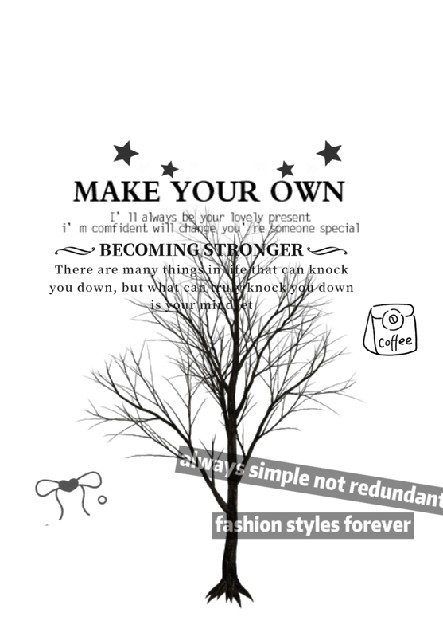 MAKE YOUR OWN
I'll always be your lovely present
i'm comfident will change you're someone special
BECOMING STRONGER
There are many things in life that can knock
you down, but what can truly knock you down
is your mindset
coffee
always simple not redundant
fashion styles forever